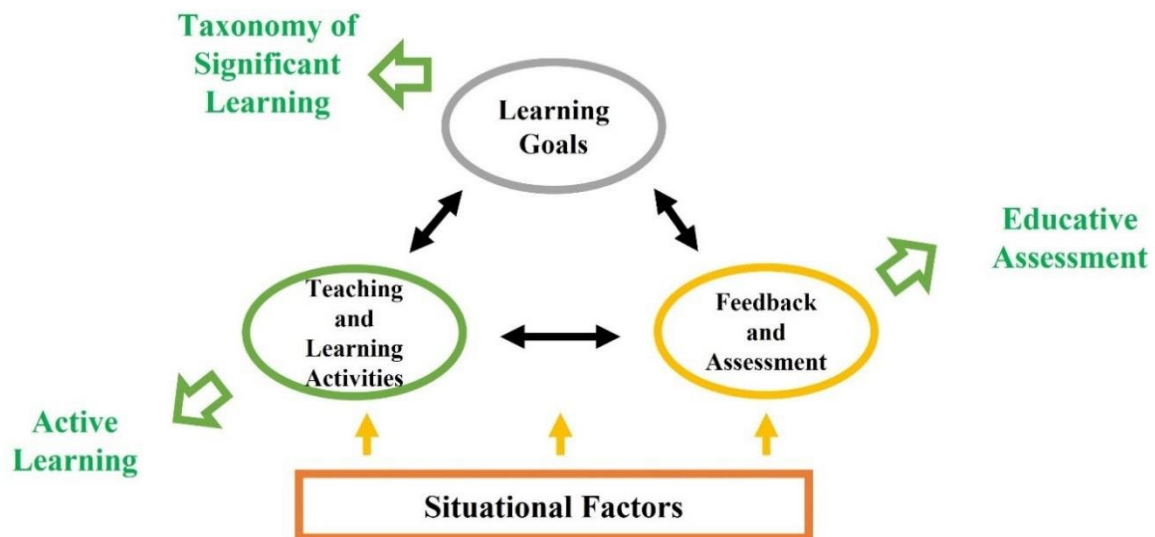 Taxonomy of
Significant
Learning
Learning
Goals
Educative
Assessment
Teaching
and
Learning
Activities
Feedback
and
Assessment
Active
Learning
Situational Factors